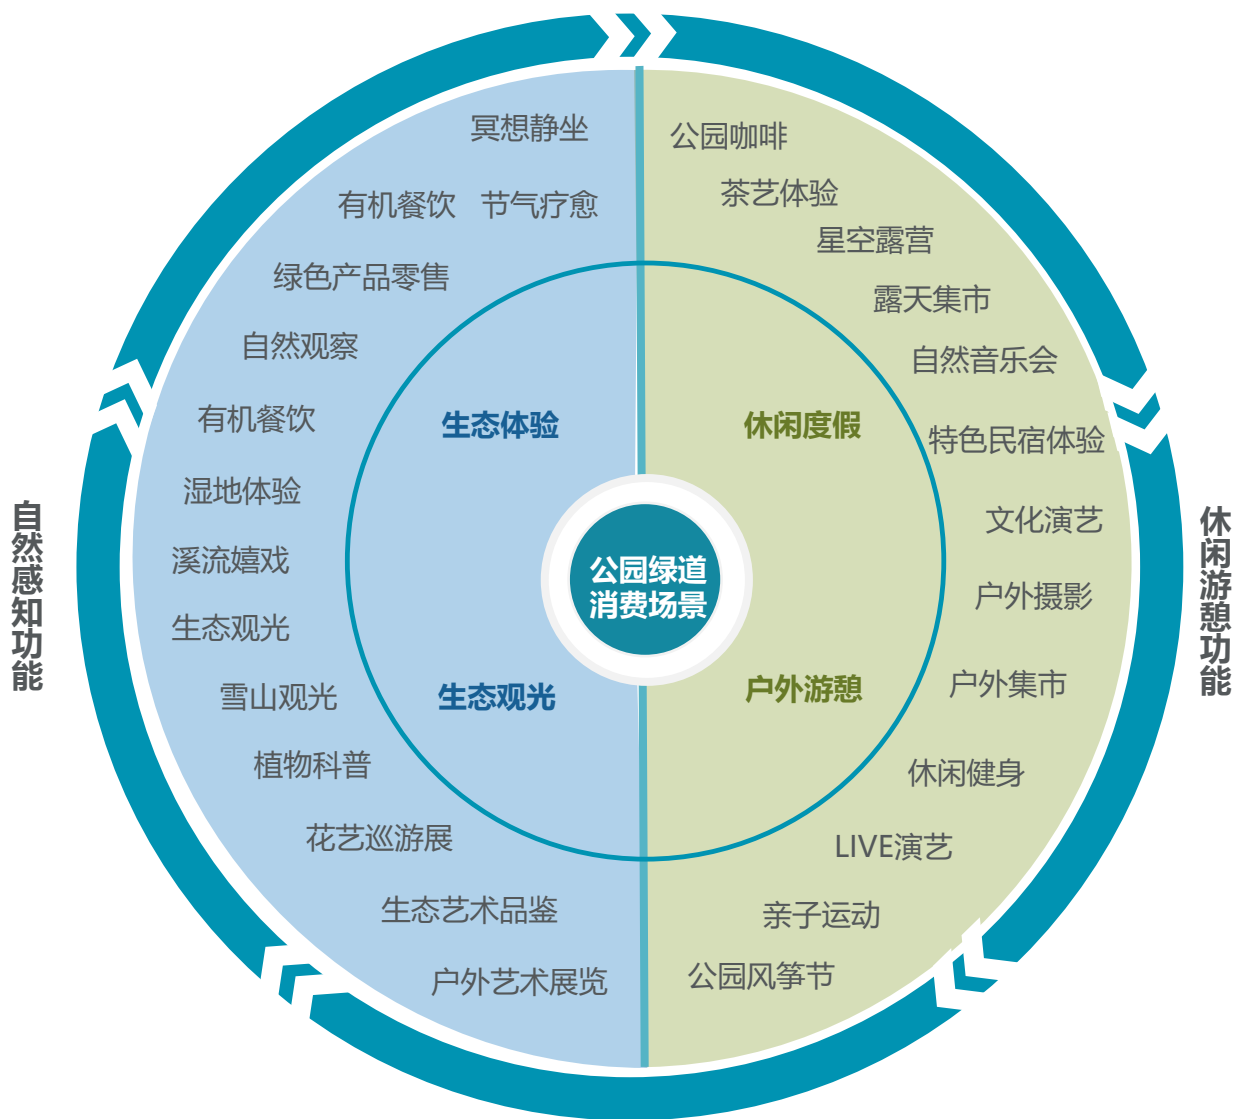 冥想静坐
有机餐饮
节气疗愈
绿色产品零售
自然观察
有机餐饮
湿地体验
溪流嬉戏
生态观光
雪山观光
植物科普
花艺巡游展
生态艺术品鉴
户外艺术展览
公园咖啡
茶艺体验
星空露营
露天集市
自然音乐会
特色民宿体验
文化演艺
户外摄影
户外集市
休闲健身
LIVE演艺
亲子运动
公园风筝节
生态体验
休闲度假
公园绿道
消费场景
生态观光
户外游憩
自然感知功能
休闲游憩功能